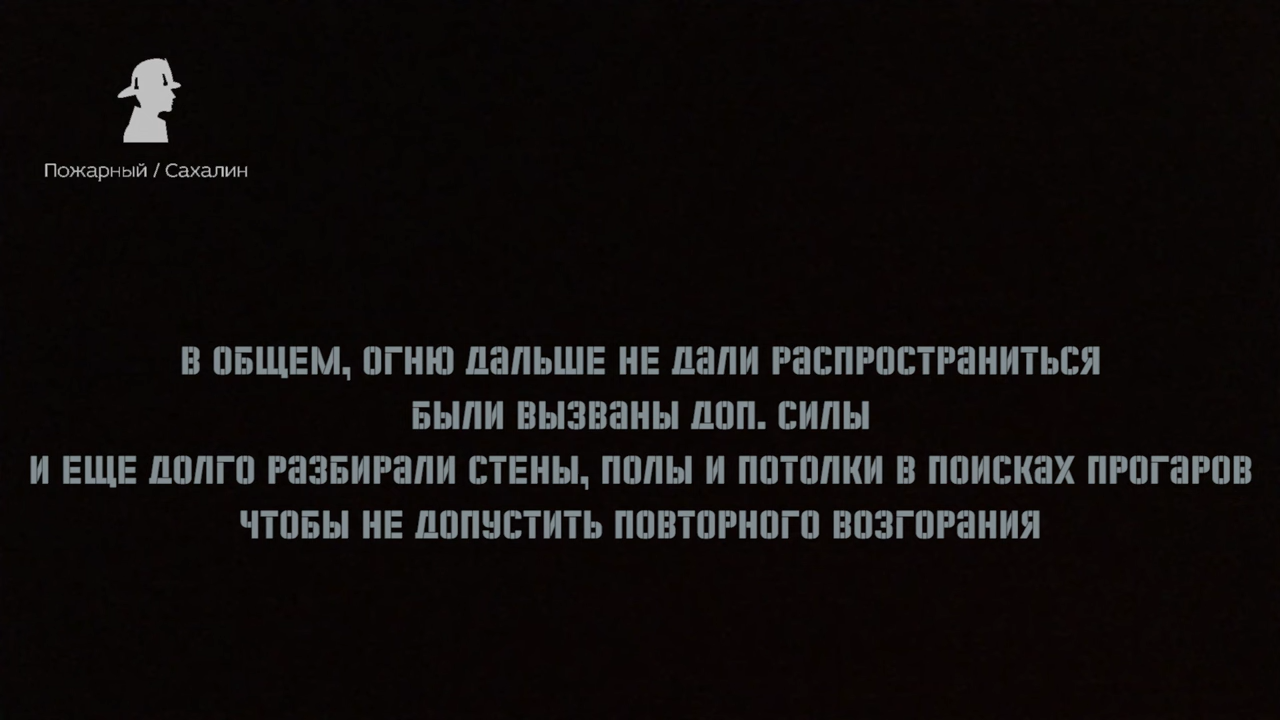 Пожарный / Сахалин
В ОБЩЕМ, ОГНЮ ДАЛЬШЕ НЕ ДАЛИ РАСПРОСТРАНИТЬСЯ
БЫЛИ ВЫЗВАНЫ ДОП. СИЛЫ
И ЕЩЕ ДОЛГО РАЗБИРАЛИ СТЕНЫ, ПОЛЫ И ПОТОЛКИ В ПОИСКАХ ПРОГАРОВ
ЧТОБЫ НЕ ДОПУСТИТЬ ПОВТОРНОГО ВОЗГОРАНИЯ